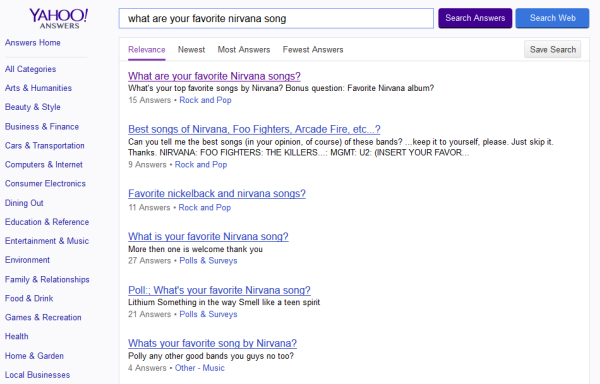 YAHOO!
ANSWERS
what are your favorite nirvana song
Search Answers
Search Web
Answers Home
All Categories
Arts & Humanities
Beauty & Style
Business & Finance
Cars & Transportation
Computers & Internet
Consumer Electronics
Dining Out
Education & Reference
Entertainment & Music
Environment
Family & Relationships
Food & Drink
Games & Recreation
Health
Home & Garden
Local Businesses
Relevance Newest Most Answers Fewest Answers
Save Search
What are your favorite Nirvana songs?
What's your top favorite songs by Nirvana? Bonus question: Favorite Nirvana album?
15 Answers • Rock and Pop
Best songs of Nirvana, Foo Fighters, Arcade Fire, etc...?
Can you tell me the best songs (in your opinion, of course) of these bands? ...keep it to yourself, please. Just skip it.
Thanks. NIRVANA: FOO FIGHTERS: THE KILLERS...: MGMT: U2: (INSERT YOUR FAVOR...
9 Answers • Rock and Pop
Favorite nickelback and nirvana songs?
11 Answers • Rock and Pop
What is your favorite Nirvana song?
More then one is welcome thank you
27 Answers • Polls & Surveys
Poll:; What's your favorite Nirvana song?
Lithium Something in the way Smell like a teen spirit
21 Answers • Polls & Surveys
Whats your favorite song by Nirvana?
Polly any other good bands you guys no too?
4 Answers • Other - Music